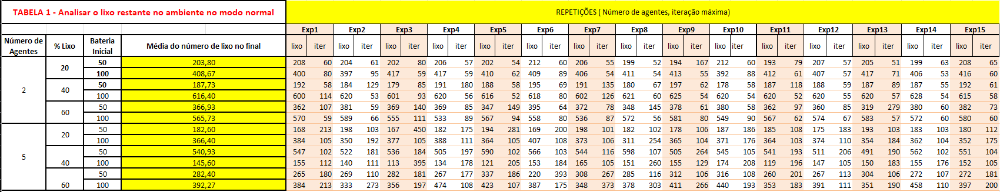 TABELA 1 - Analisar o lixo restante no ambiente no modo normal REPETIÇÕES ( Número de agentes, iteração máxima)
Exp1 Exp2 Exp3 Exp4 Exp5 Exp6 Exp7 Exp8 Exp9 Exp10 Exp11 Exp12 Exp13 Exp14 Exp15
Número de Agentes % Lixo Bateria Inicial Média do número de lixo no final lixo iter lixo iter lixo iter lixo iter lixo iter lixo iter lixo iter lixo iter lixo iter lixo iter lixo iter lixo iter lixo iter lixo iter lixo iter
2 20 50 203,80 208 60 204 61 202 80 206 57 202 54 212 60 206 55 199 52 194 167 212 60 193 79 207 57 205 51 199 63 208 65
100 408,67 400 80 397 95 417 59 417 59 410 62 409 89 406 54 411 54 413 55 392 88 412 61 407 57 417 71 406 53 416 60
40 50 187,73 192 58 184 129 179 85 191 180 188 58 195 69 191 135 180 67 197 62 178 58 187 118 188 59 187 89 187 55 192 61
100 616,40 600 114 620 53 601 93 620 56 616 52 618 80 602 126 621 60 625 54 620 54 620 52 620 55 620 57 628 54 615 58
60 50 366,93 362 107 381 59 369 140 369 85 347 149 395 64 372 78 348 145 378 61 380 58 362 97 360 85 319 279 380 60 382 73
100 565,73 570 59 589 66 555 111 533 89 567 94 558 80 536 87 572 56 581 80 549 90 567 62 574 67 583 57 572 60 580 60
5 20 50 182,60 168 213 198 103 167 450 182 175 194 281 169 200 198 101 182 102 178 106 187 186 185 108 175 183 193 103 183 103 180 112
100 366,40 384 105 350 192 377 105 388 111 364 105 407 108 373 106 311 254 365 104 371 176 364 103 374 110 354 184 362 104 352 175
40 50 540,93 547 102 522 181 536 184 505 197 590 102 566 103 544 116 598 107 505 264 545 105 541 193 511 206 491 190 562 102 551 104
100 145,60 155 112 140 111 113 395 134 178 121 205 153 184 165 105 151 260 155 129 174 208 119 196 147 105 150 183 155 176 152 105
60 50 282,40 265 180 269 110 282 181 267 177 337 186 220 393 308 267 285 116 312 106 316 108 260 201 267 113 304 106 272 107 272 181
100 392,27 384 213 333 273 356 197 474 108 423 107 387 175 348 373 378 303 411 266 440 193 353 183 391 111 351 190 458 110 397 200